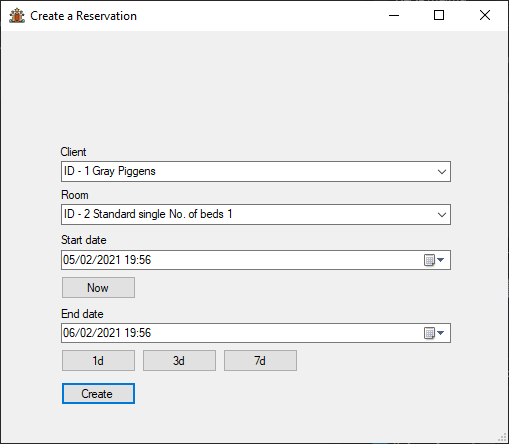 Create a Reservation
Client
ID - 1 Gray Piggens
Room
ID - 2 Standard single No. of beds 1
Start date
05/02/2021 19:56
Now
End date
06/02/2021 19:56
1d 3d 7d
Create